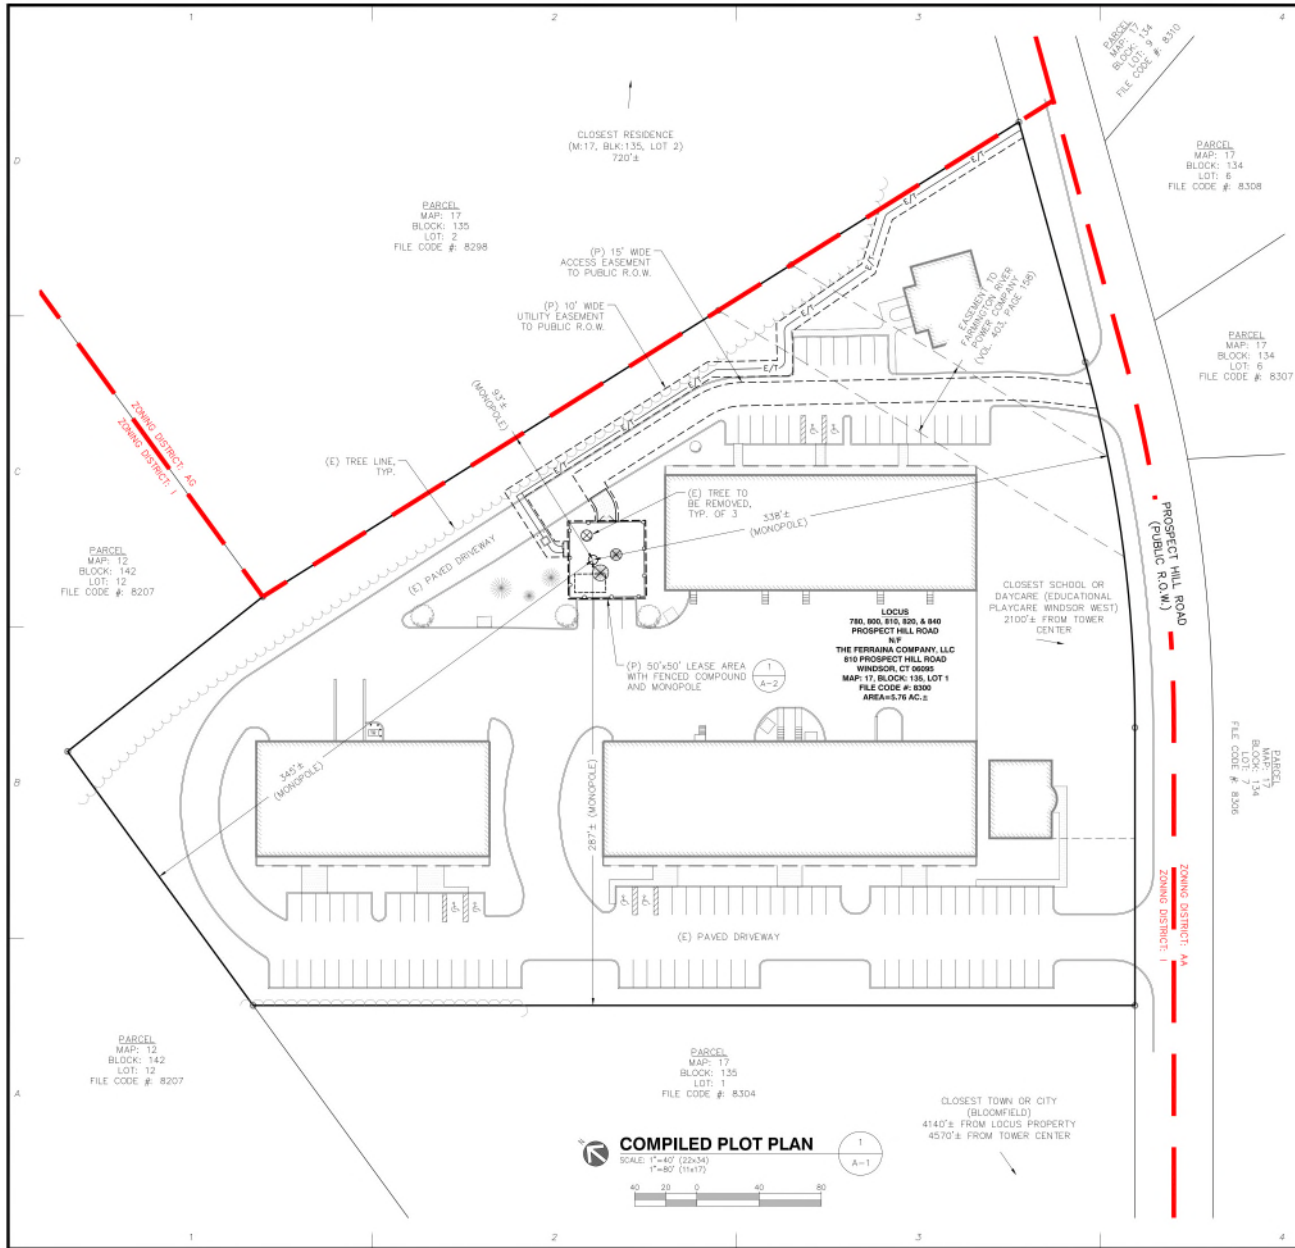 1
2
3
4
D
C
B
A
PARCEL
MAP: 17
BLOCK: 134
LOT: 9
FILE CODE #: 8310
CLOSEST RESIDENCE
(M:17, BLK:135, LOT 2)
720'±
PARCEL
MAP: 17
BLOCK: 134
LOT: 6
FILE CODE #: 8308
PARCEL
MAP: 17
BLOCK: 135
LOT: 2
FILE CODE #: 8298
(P) 15' WIDE
ACCESS EASEMENT
TO PUBLIC R.O.W.
(P) 10' WIDE
UTILITY EASEMENT
TO PUBLIC R.O.W.
EASEMENT TO
FARMINGTON RIVER
POWER COMPANY
(VOL. 403, PAGE 158)
PARCEL
MAP: 17
BLOCK: 134
LOT: 6
FILE CODE #: 8307
E/T
E/T
E/T
E/T
E/T
E/T
E/T
93'±
(MONOPOLE)
ZONING DISTRICT: AG
ZONING DISTRICT: I
(E) TREE LINE,
TYP.
(E) TREE TO
BE REMOVED,
TYP. OF 3
338'±
(MONOPOLE)
PROSPECT HILL ROAD
(PUBLIC R.O.W.)
(E) PAVED DRIVEWAY
PARCEL
MAP: 12
BLOCK: 142
LOT: 12
FILE CODE #: 8207
CLOSEST SCHOOL OR
DAYCARE (EDUCATIONAL
PLAYCARE WINDSOR WEST)
2100'± FROM TOWER
CENTER
LOCUS
780, 800, 810, 820, & 840
PROSPECT HILL ROAD
N/F
THE FERRAINA COMPANY, LLC
810 PROSPECT HILL ROAD
WINDSOR, CT 06095
MAP: 17, BLOCK: 135, LOT 1
FILE CODE #: 8300
AREA=5.76 AC.±
(P) 50'x50' LEASE AREA
WITH FENCED COMPOUND
AND MONOPOLE
1
A-2
345'±
(MONOPOLE)
287'± (MONOPOLE)
PARCEL
MAP: 17
BLOCK: 134
LOT: 7
FILE CODE #: 8306
ZONING DISTRICT: AA
ZONING DISTRICT: I
(E) PAVED DRIVEWAY
PARCEL
MAP: 12
BLOCK: 142
LOT: 12
FILE CODE #: 8207
PARCEL
MAP: 17
BLOCK: 135
LOT: 1
FILE CODE #: 8304
CLOSEST TOWN OR CITY
(BLOOMFIELD)
4140'± FROM LOCUS PROPERTY
4570'± FROM TOWER CENTER
N
COMPILED PLOT PLAN
SCALE: 1"=40' (22x34)
1"=80' (11x17)
1
A-1
40 20 0 40 80
1
2
3
4